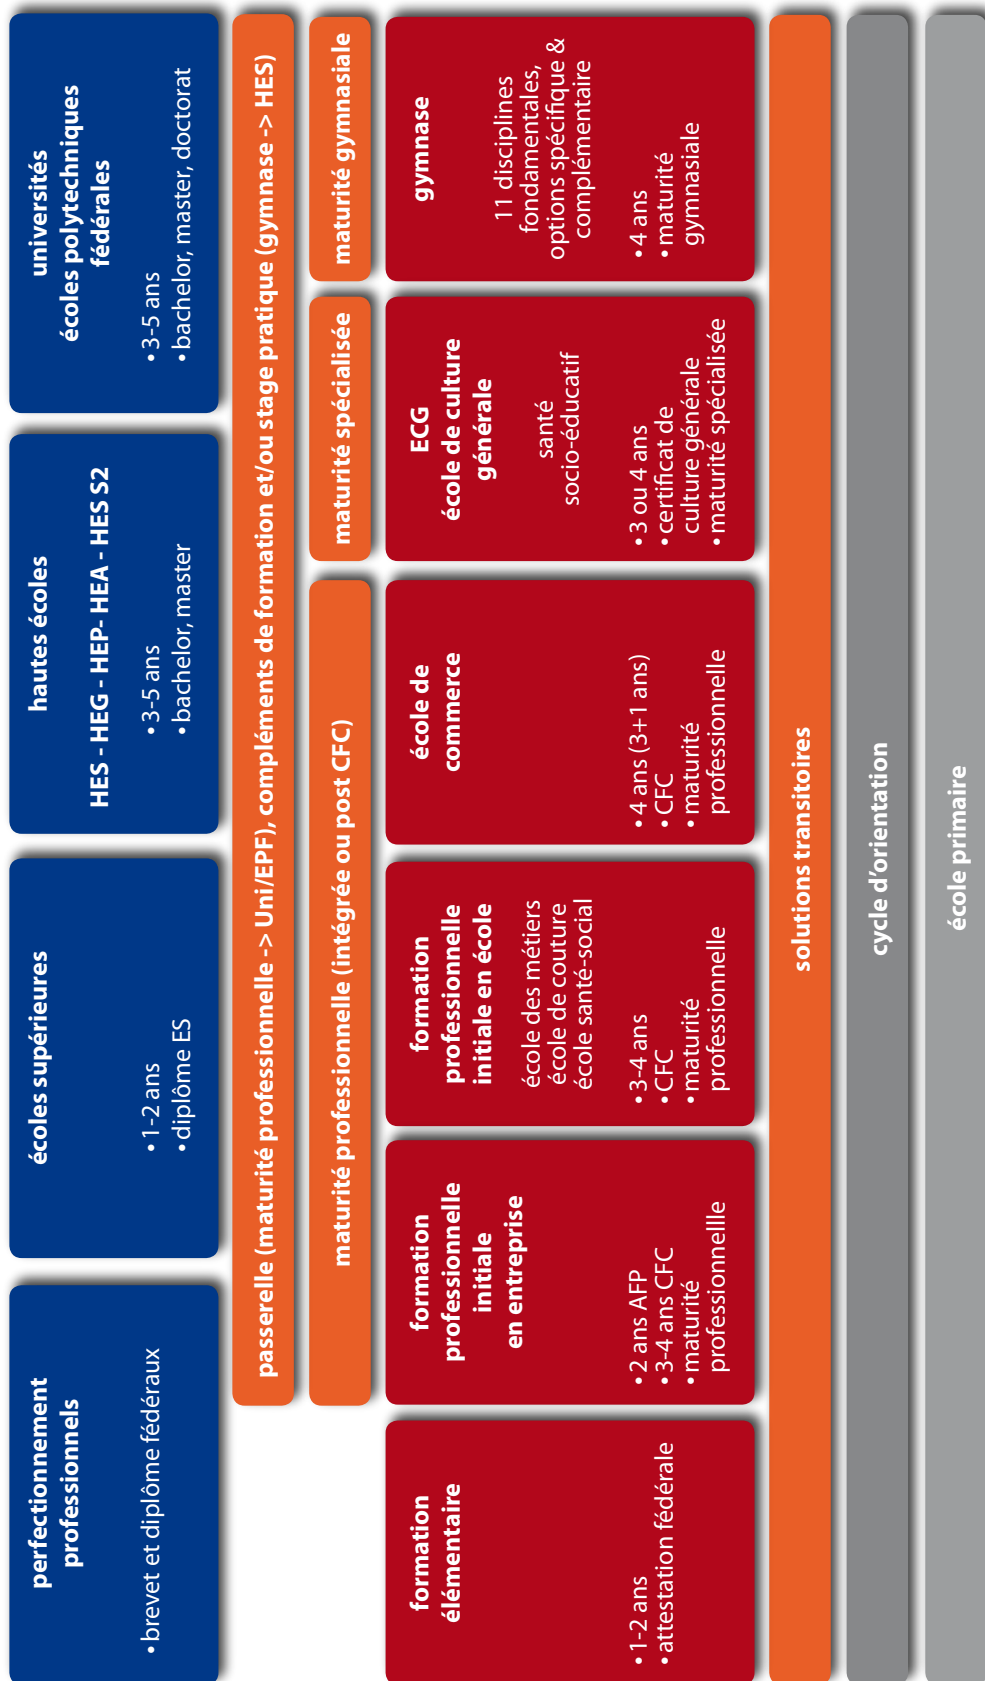 perfectionnement
professionnels
•brevet et diplôme fédéraux
écoles supérieures
•1-2 ans
•diplôme ES
hautes écoles
HES - HEG - HEP- HEA - HES S2
•3-5 ans
•bachelor, master
universités
écoles polytechniques
fédérales
•3-5 ans
•bachelor, master, doctorat
passerelle (maturité professionnelle -> Uni/EPF), compléments de formation et/ou stage pratique (gymnase -> HES)
maturité professionnelle (intégrée ou post CFC)
maturité spécialisée
maturité gymnasiale
formation
élémentaire
•1-2 ans
•attestation fédérale
formation
professionnelle
initiale
en entreprise
•2 ans AFP
•3-4 ans CFC
•maturité
professionnellle
formation
professionnelle
initiale en école
école des métiers
école de couture
école santé-social
•3-4 ans
•CFC
•maturité
professionnelle
école de
commerce
•4 ans (3+1 ans)
•CFC
•maturité
professionnelle
ECG
école de culture
générale
santé
socio-éducatif
•3 ou 4 ans
•certificat de
culture générale
•maturité spécialisée
gymnase
11 disciplines
fondamentales,
options spécifique &
complémentaire
•4 ans
•maturité
gymnasiale
solutions transitoires
cycle d'orientation
école primaire